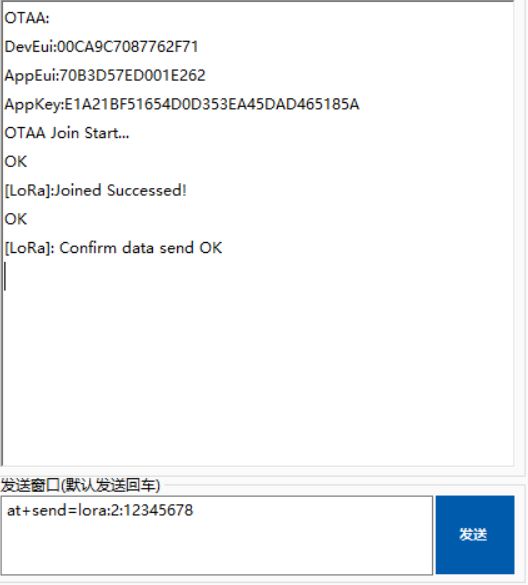 OTAA:
DevEui:00CA9C7087762F71
AppEui:70B3D57ED001E262
AppKey:E1A21BF51654D0D353EA45DAD465185A
OTAA Join Start...
OK
[LoRa]:Joined Successed!
OK
[LoRa]: Confirm data send OK
发送窗口(默认发送回车)
at+send=lora:2:12345678
发送